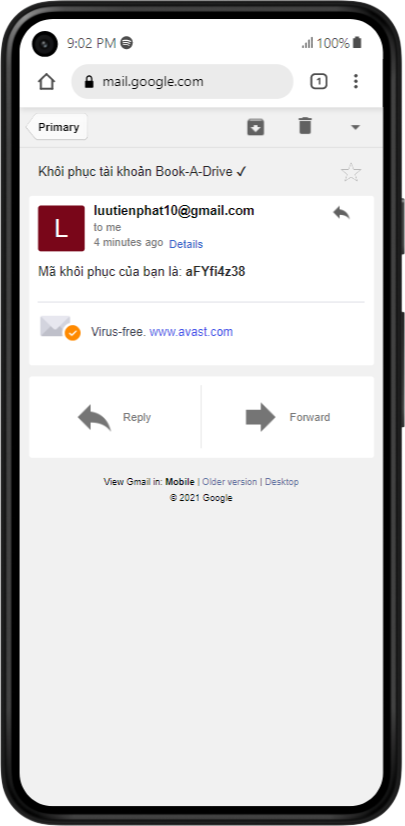 9:02 PM 100%
mail.google.com 1
Primary
Khôi phục tài khoản Book-A-Drive ✓
L
luutienphat10@gmail.com
to me
4 minutes ago Details
Mã khôi phục của bạn là: aFYfi4z38
Virus-free. www.avast.com
Reply Forward
View Gmail in: Mobile | Older version | Desktop
© 2021 Google